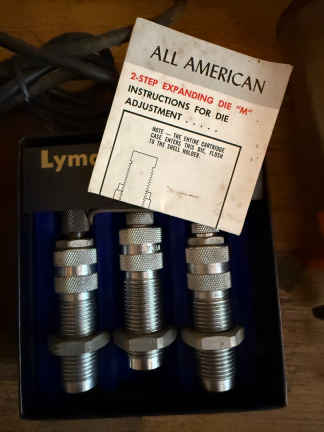 ALL AMERICAN
2-STEP EXPANDING DIE "M"
INSTRUCTIONS FOR DIE
ADJUSTMENT . . . . .
NOTE — THE ENTIRE CARTRIDGE
CASE ENTERS THIS DIE, FLUSH
TO THE SHELL HOLDER.
Lyma